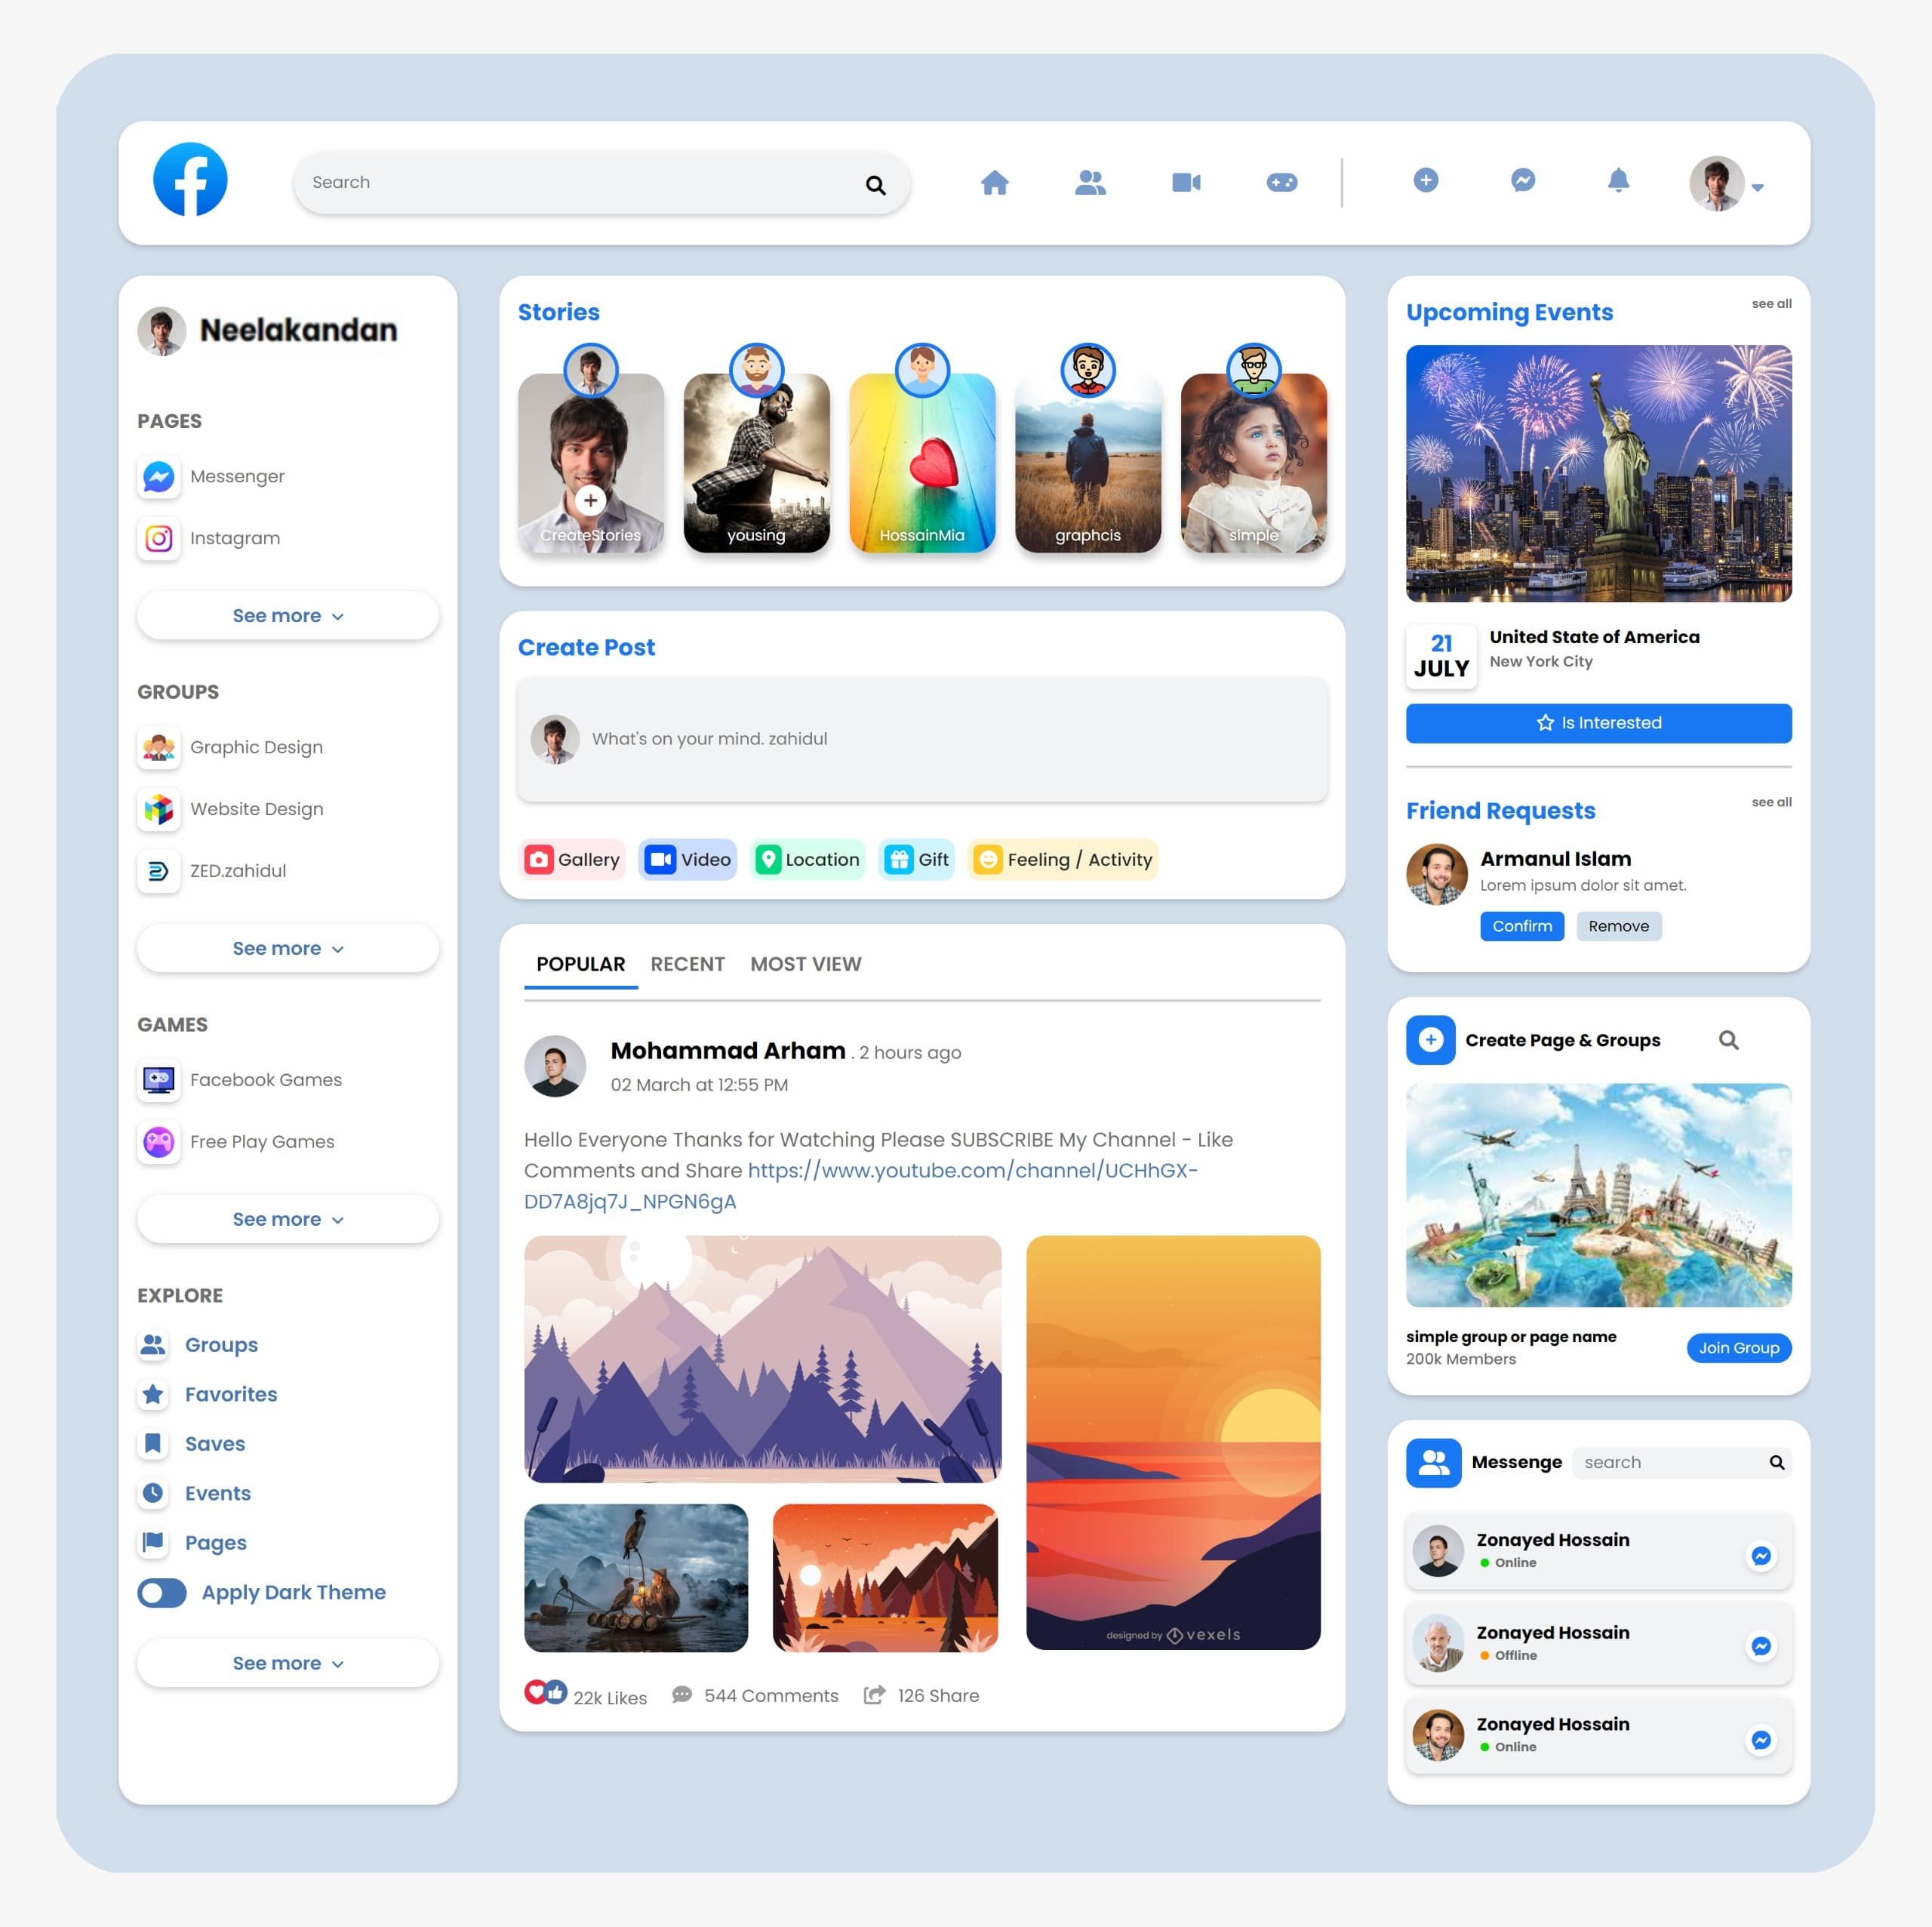 Search
Neelakandan
PAGES
Messenger
Instagram
See more
GROUPS
Graphic Design
Website Design
ZED.zahidul
See more
GAMES
Facebook Games
Free Play Games
See more
EXPLORE
Groups
Favorites
Saves
Events
Pages
Apply Dark Theme
See more
Stories
CreateStories
yousing
HossainMia
graphcis
simple
Create Post
What's on your mind. zahidul
Gallery
Video
Location
Gift
Feeling / Activity
POPULAR RECENT MOST VIEW
Mohammad Arham . 2 hours ago
02 March at 12:55 PM
Hello Everyone Thanks for Watching Please SUBSCRIBE My Channel - Like
Comments and Share https://www.youtube.com/channel/UCHhGX-
DD7A8jq7J_NPGN6gA
designed by vexels
22k Likes 544 Comments 126 Share
Upcoming Events
see all
21
JULY
United State of America
New York City
Is Interested
Friend Requests
see all
Armanul Islam
Lorem ipsum dolor sit amet.
Confirm
Remove
Create Page & Groups
simple group or page name
200k Members
Join Group
Messenge
search
Zonayed Hossain
Online
Zonayed Hossain
Offline
Zonayed Hossain
Online